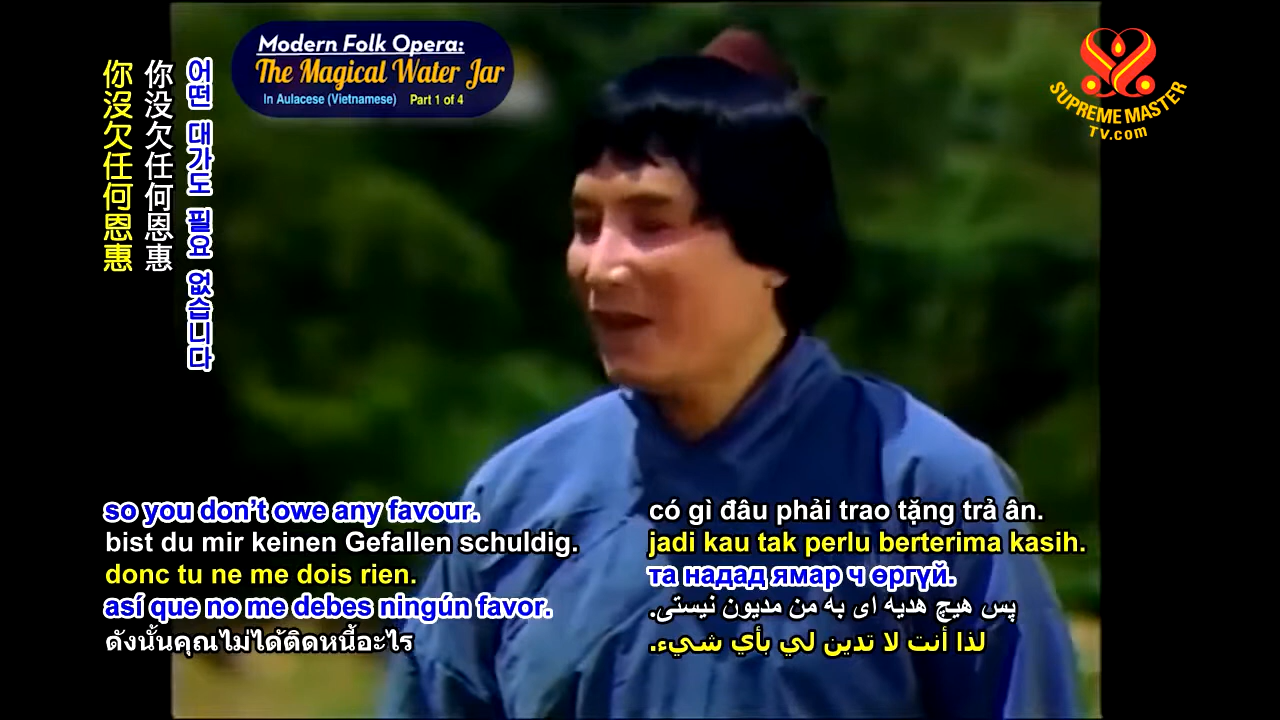 Modern Folk Opera:
The Magical Water Jar
In Aulacese (Vietnamese) Part 1 of 4
SUPREME MASTER
TV.com
你沒欠任何恩惠
你没欠任何恩惠
어떤 대가도 필요 없습니다
so you don't owe any favour.
bist du mir keinen Gefallen schuldig.
donc tu ne me dois rien.
así que no me debes ningún favor.
ดังนั้นคุณไม่ได้ติดหนี้อะไร
có gì đâu phải trao tặng trả ân.
jadi kau tak perlu berterima kasih.
та надад ямар ч өргүй.
پس هیچ هدیه ای به من مدیون نیستی.
لذا أنت لا تدين لي بأي شيء.